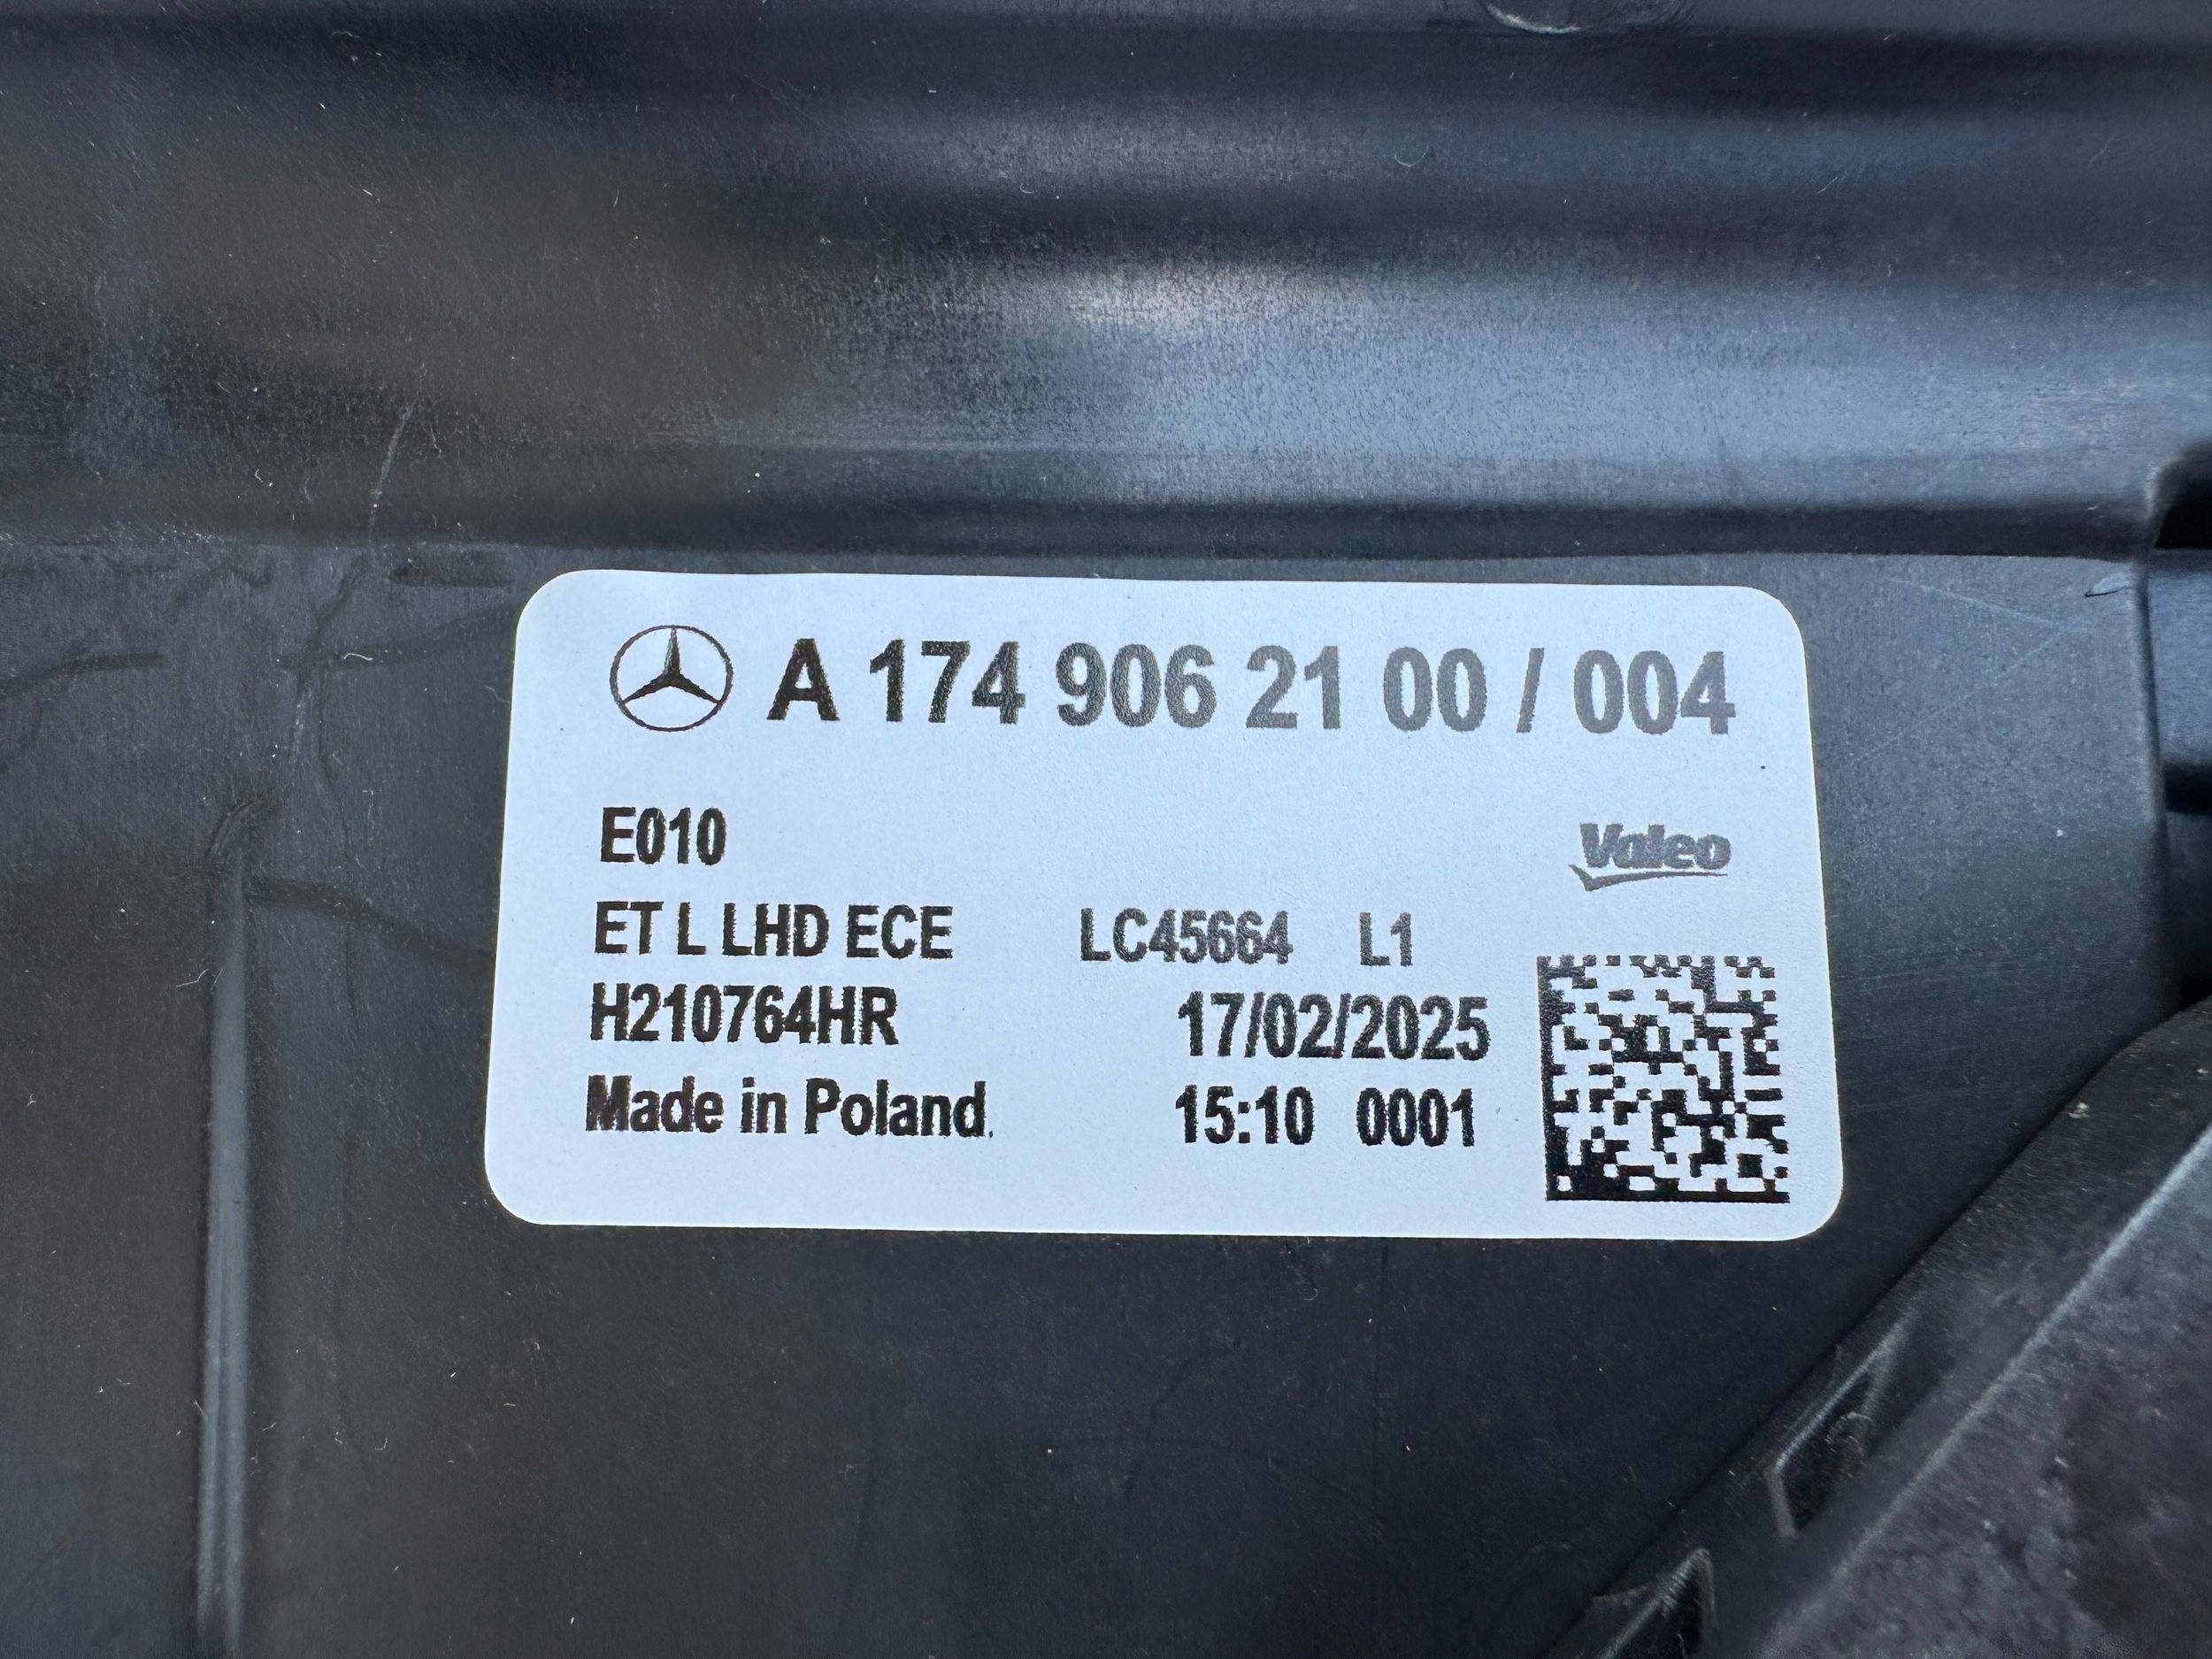 A 174 906 21 00 / 004
E010
Valeo
ET L LHD ECE LC45664 L1
H210764HR 17/02/2025
Made in Poland. 15:10 0001